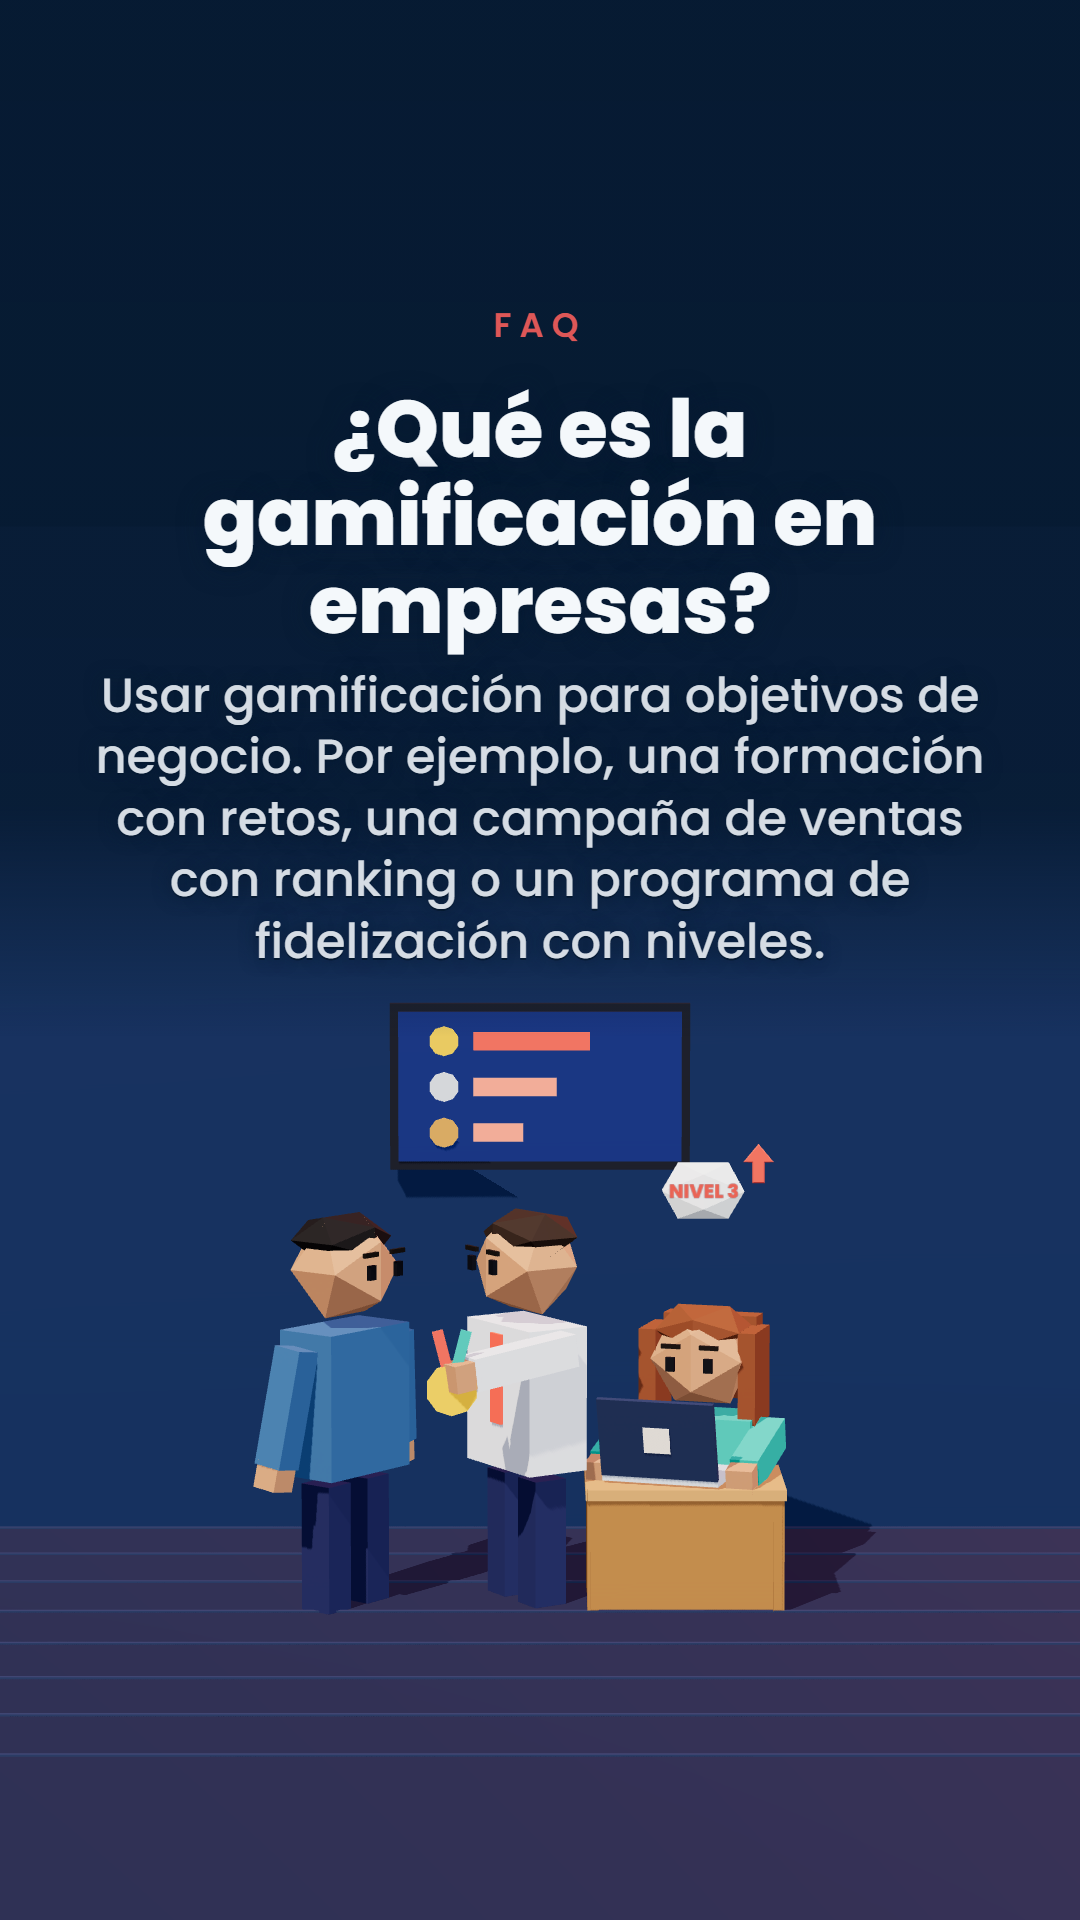 FAQ
¿Qué es la
gamificación en
empresas?
Usar gamificación para objetivos de
negocio. Por ejemplo, una formación
con retos, una campaña de ventas
con ranking o un programa de
fidelización con niveles.
NIVEL 3